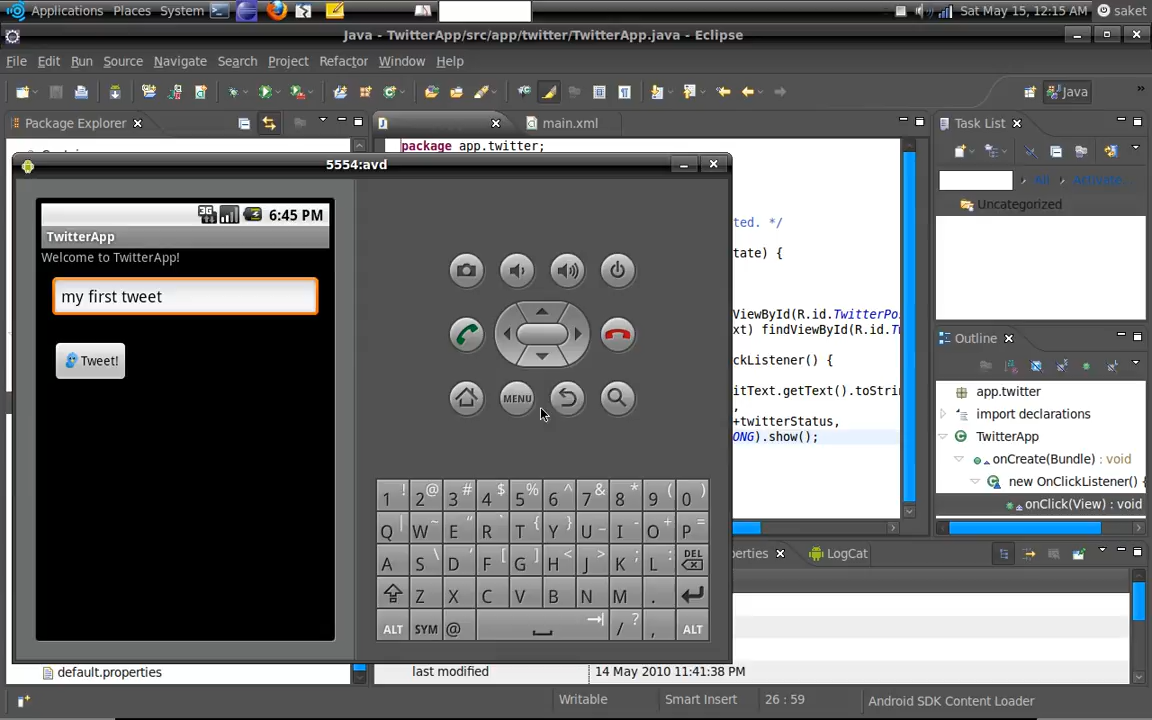 Applications Places System
Sat May 15, 12:15 AM saket
Java - TwitterApp/src/app/twitter/TwitterApp.java - Eclipse
File Edit Run Source Navigate Search Project Refactor Window Help
Java
Package Explorer
main.xml
Task List
package app.twitter;
All Activate...
Uncategorized
5554:avd
3G 6:45 PM
TwitterApp
Welcome to TwitterApp!
my first tweet
Tweet!
MENU
1 ! 2 @ 3 # 4 $ 5 % 6 ^ 7 & 8 * 9 ( 0 )
Q | W ~ E " R ` T { Y } U _ I - O + P =
A S \ D ' F [ G ] H < J > K ; L : DEL
Z X C V B N M .
ALT SYM @ / ? , ALT
ted. */
tate) {
ViewById(R.id.TwitterPo
xt) findViewById(R.id.T
ckListener() {
itText.getText().toStrin
,
+twitterStatus,
ONG).show();
Outline
app.twitter
import declarations
TwitterApp
onCreate(Bundle) : void
new OnClickListener() {
onClick(View) : void
perties
LogCat
default.properties
last modified
14 May 2010 11:41:38 PM
Writable
Smart Insert
26 : 59
Android SDK Content Loader